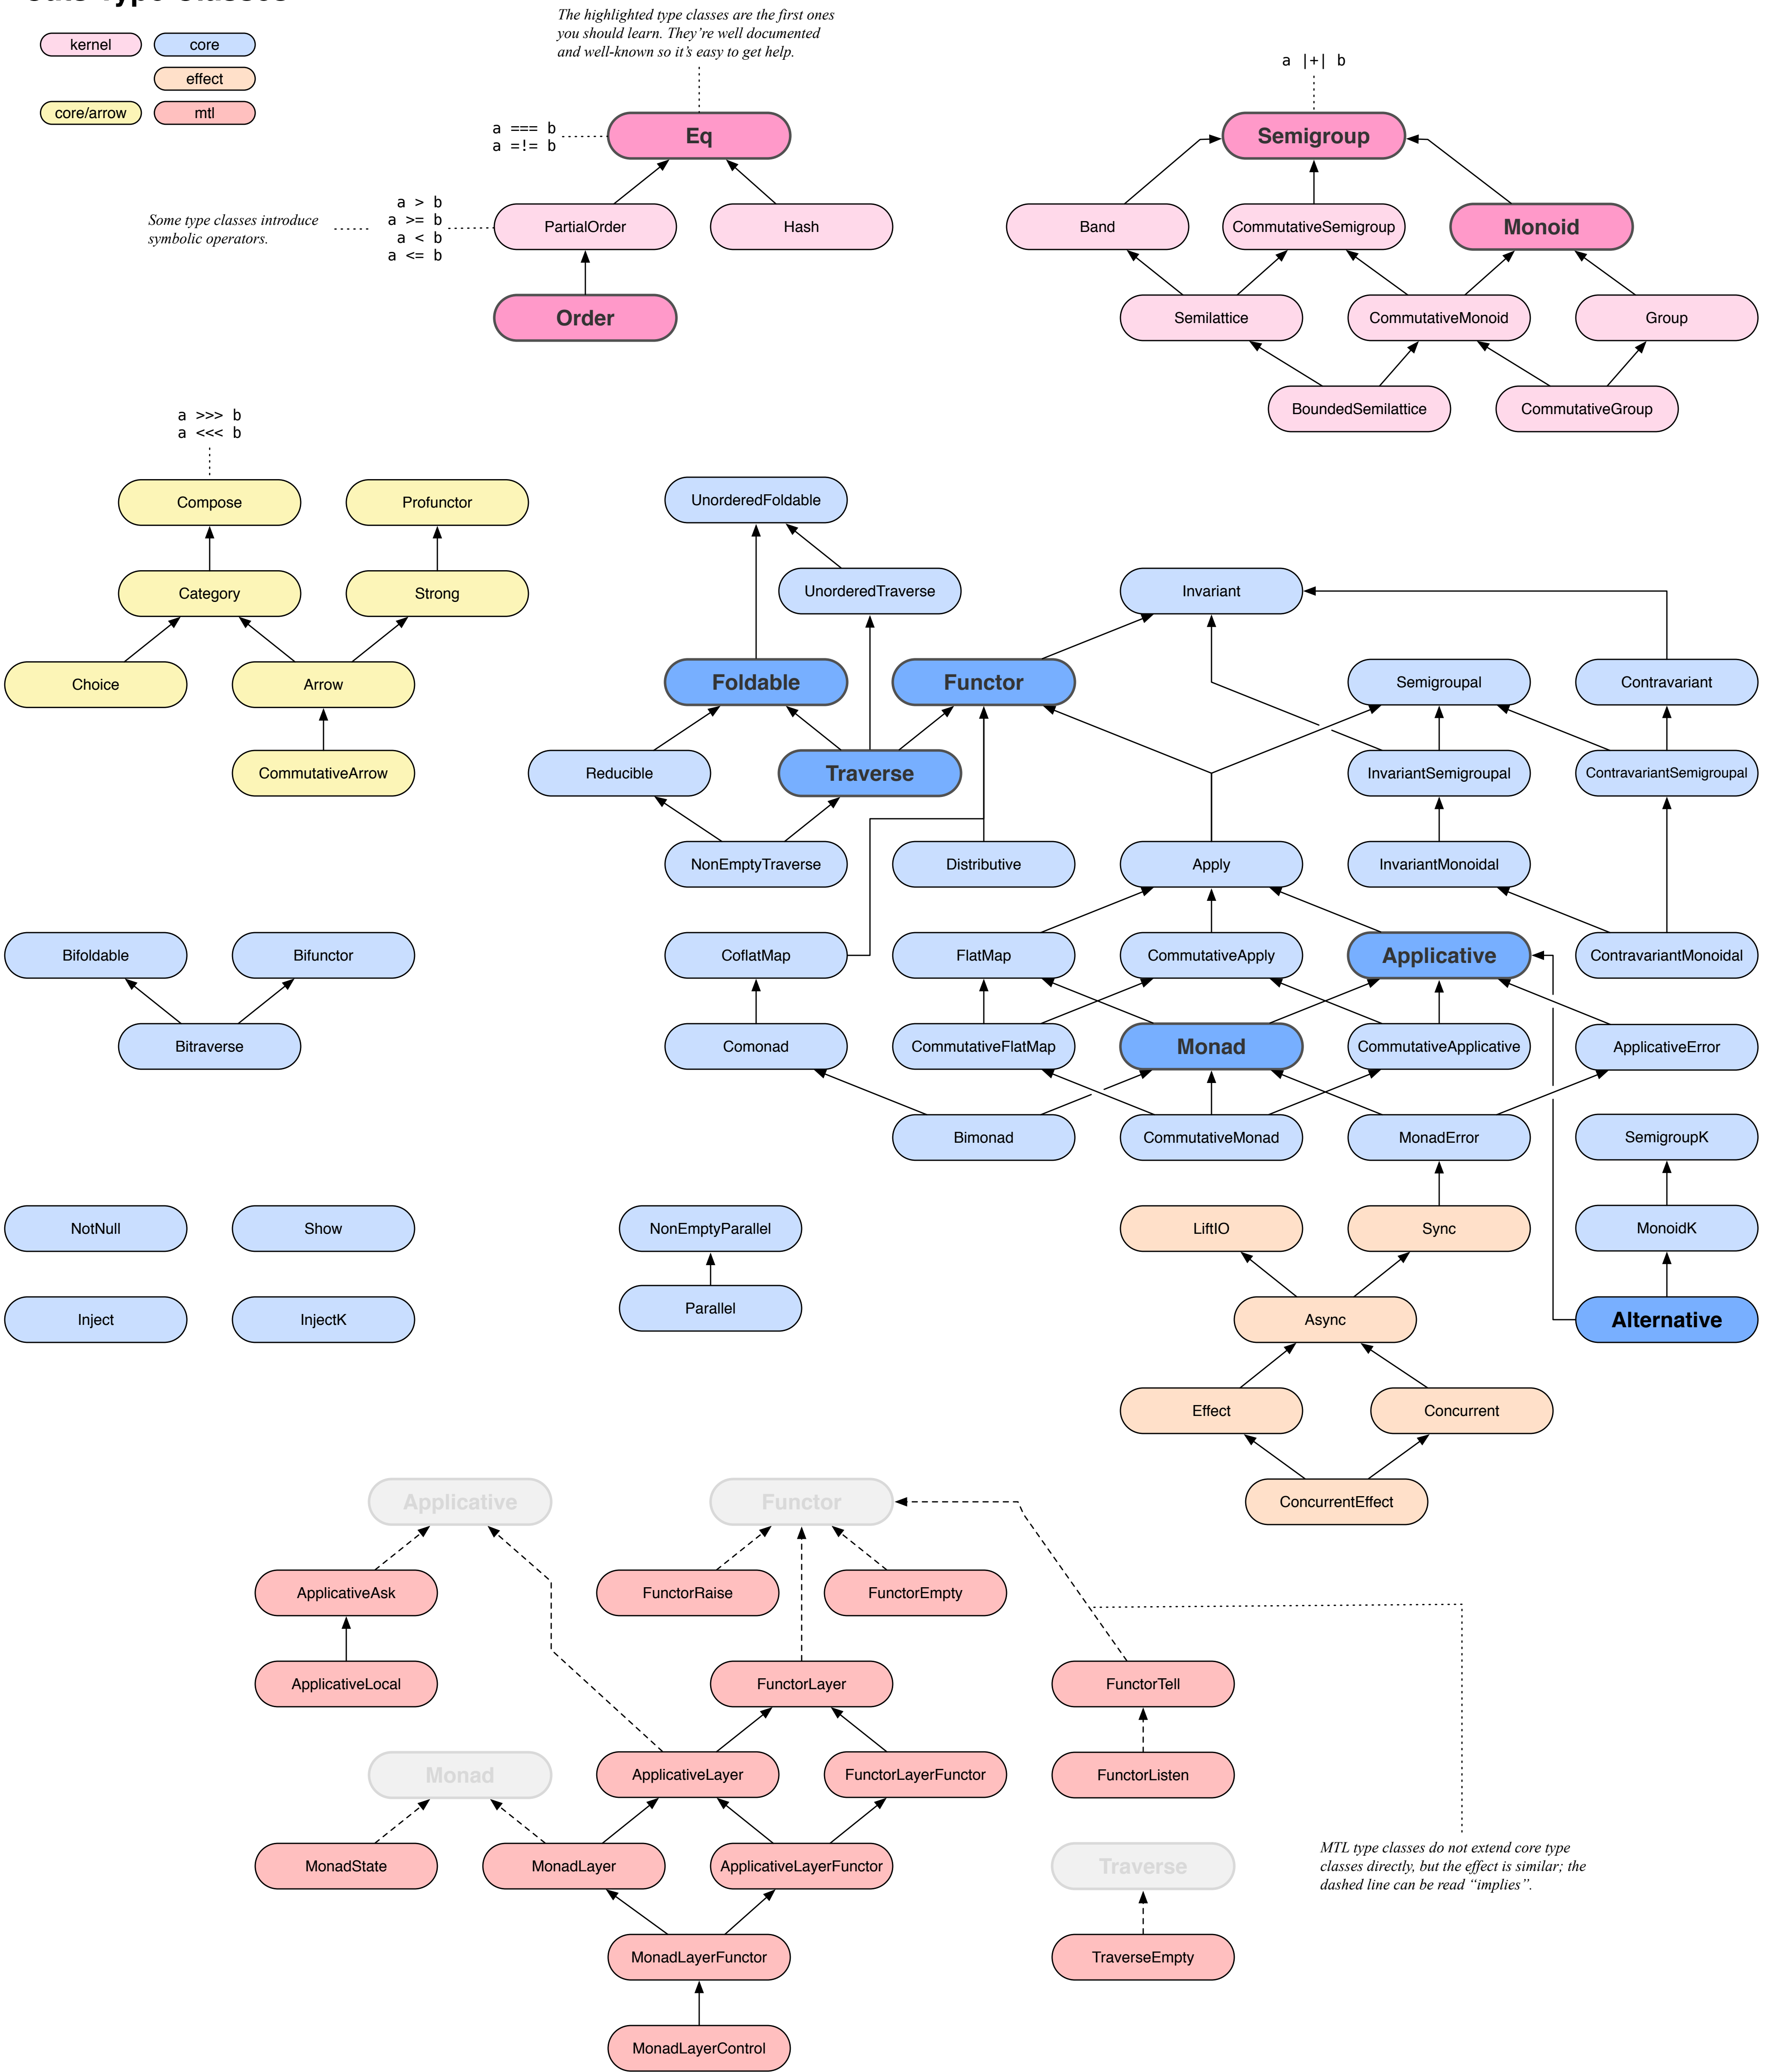 The highlighted type classes are the first ones
you should learn. They’re well documented
and well-known so it’s easy to get help.
kernel
core
effect
core/arrow
mtl
a |+| b
a === b
a =!= b
Eq
Semigroup
Some type classes introduce
symbolic operators.
a > b
a >= b
a < b
a <= b
PartialOrder
Hash
Band
CommutativeSemigroup
Monoid
Order
Semilattice
CommutativeMonoid
Group
BoundedSemilattice
CommutativeGroup
a >>> b
a <<< b
Compose
Profunctor
UnorderedFoldable
Category
Strong
UnorderedTraverse
Invariant
Choice
Arrow
Foldable
Functor
Semigroupal
Contravariant
CommutativeArrow
Reducible
Traverse
InvariantSemigroupal
ContravariantSemigroupal
NonEmptyTraverse
Distributive
Apply
InvariantMonoidal
Bifoldable
Bifunctor
CoflatMap
FlatMap
CommutativeApply
Applicative
ContravariantMonoidal
Bitraverse
Comonad
CommutativeFlatMap
Monad
CommutativeApplicative
ApplicativeError
Bimonad
CommutativeMonad
MonadError
SemigroupK
NotNull
Show
NonEmptyParallel
LiftIO
Sync
MonoidK
Inject
InjectK
Parallel
Async
Alternative
Effect
Concurrent
Applicative
Functor
ConcurrentEffect
ApplicativeAsk
FunctorRaise
FunctorEmpty
ApplicativeLocal
FunctorLayer
FunctorTell
Monad
ApplicativeLayer
FunctorLayerFunctor
FunctorListen
MonadState
MonadLayer
ApplicativeLayerFunctor
Traverse
MTL type classes do not extend core type
classes directly, but the effect is similar; the
dashed line can be read “implies”.
MonadLayerFunctor
TraverseEmpty
MonadLayerControl